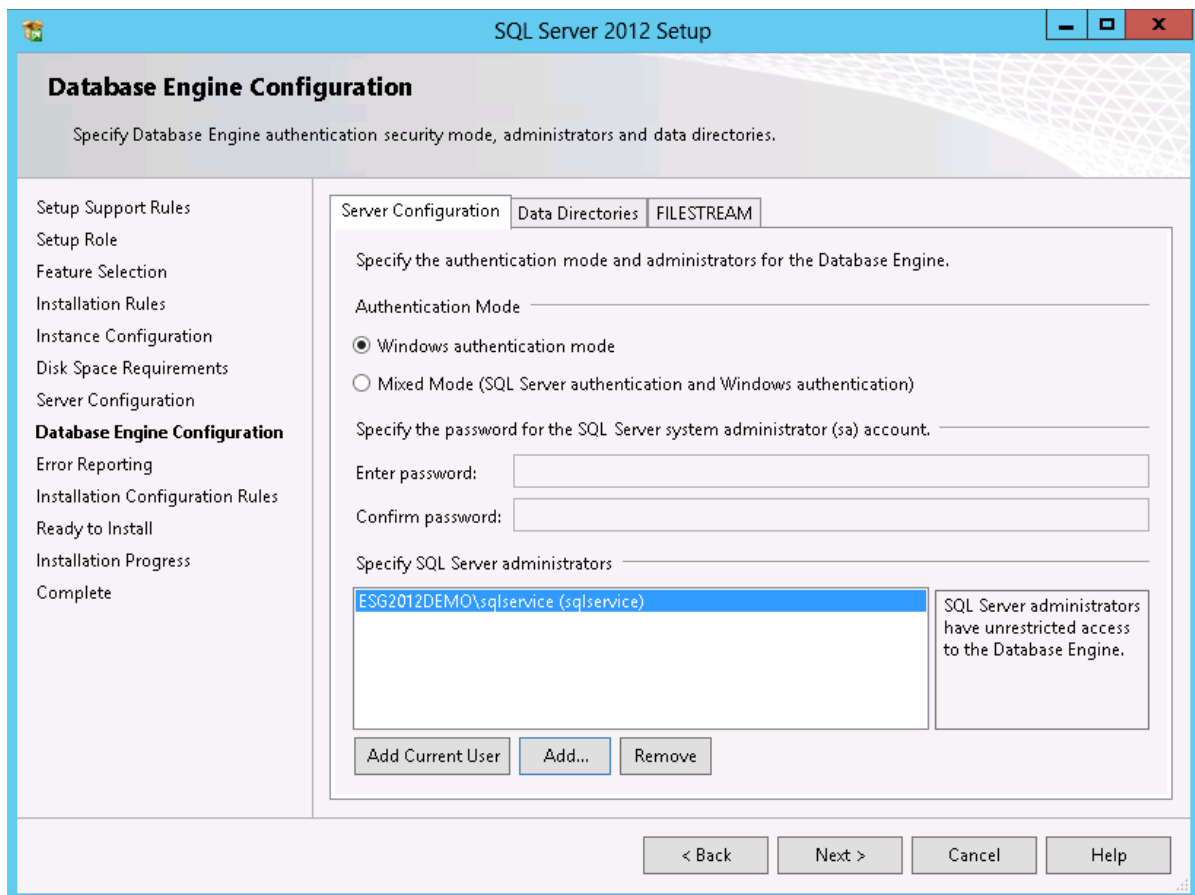 SQL Server 2012 Setup
Database Engine Configuration
Specify Database Engine authentication security mode, administrators and data directories.
Setup Support Rules
Setup Role
Feature Selection
Installation Rules
Instance Configuration
Disk Space Requirements
Server Configuration
Database Engine Configuration
Error Reporting
Installation Configuration Rules
Ready to Install
Installation Progress
Complete
Server Configuration
Data Directories
FILESTREAM
Specify the authentication mode and administrators for the Database Engine.
Authentication Mode
Windows authentication mode
Mixed Mode (SQL Server authentication and Windows authentication)
Specify the password for the SQL Server system administrator (sa) account.
Enter password:
Confirm password:
Specify SQL Server administrators
ESG2012DEMO\sqlservice (sqlservice)
SQL Server administrators
have unrestricted access
to the Database Engine.
Add Current User
Add...
Remove
< Back
Next >
Cancel
Help